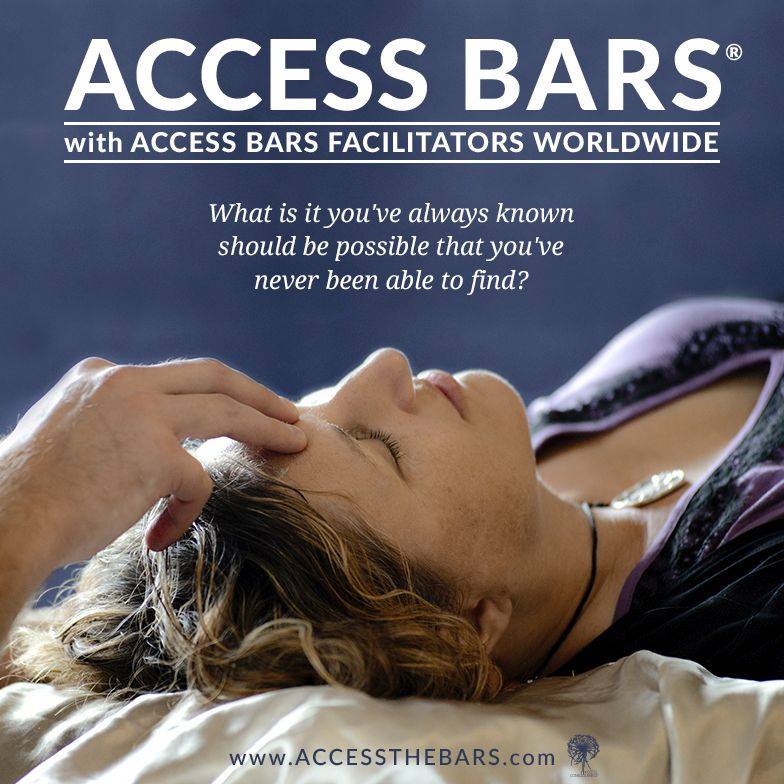 ACCESS BARS®
with ACCESS BARS FACILITATORS WORLDWIDE
What is it you've always known
should be possible that you've
never been able to find?
www.ACCESSTHEBARS.com